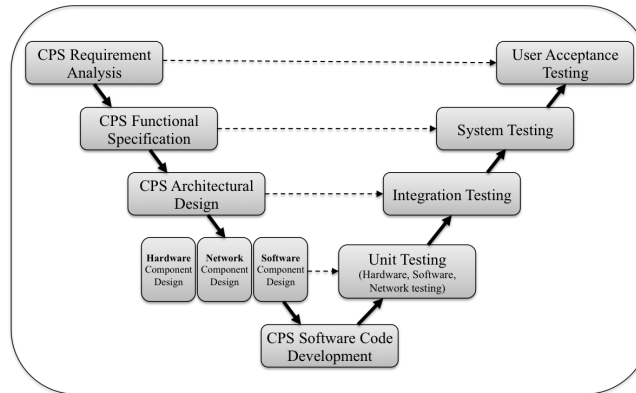 CPS Requirement
Analysis
User Acceptance
Testing
CPS Functional
Specification
System Testing
CPS Architectural
Design
Integration Testing
Hardware
Component
Design
Network
Component
Design
Software
Component
Design
Unit Testing
(Hardware, Software,
Network testing)
CPS Software Code
Development